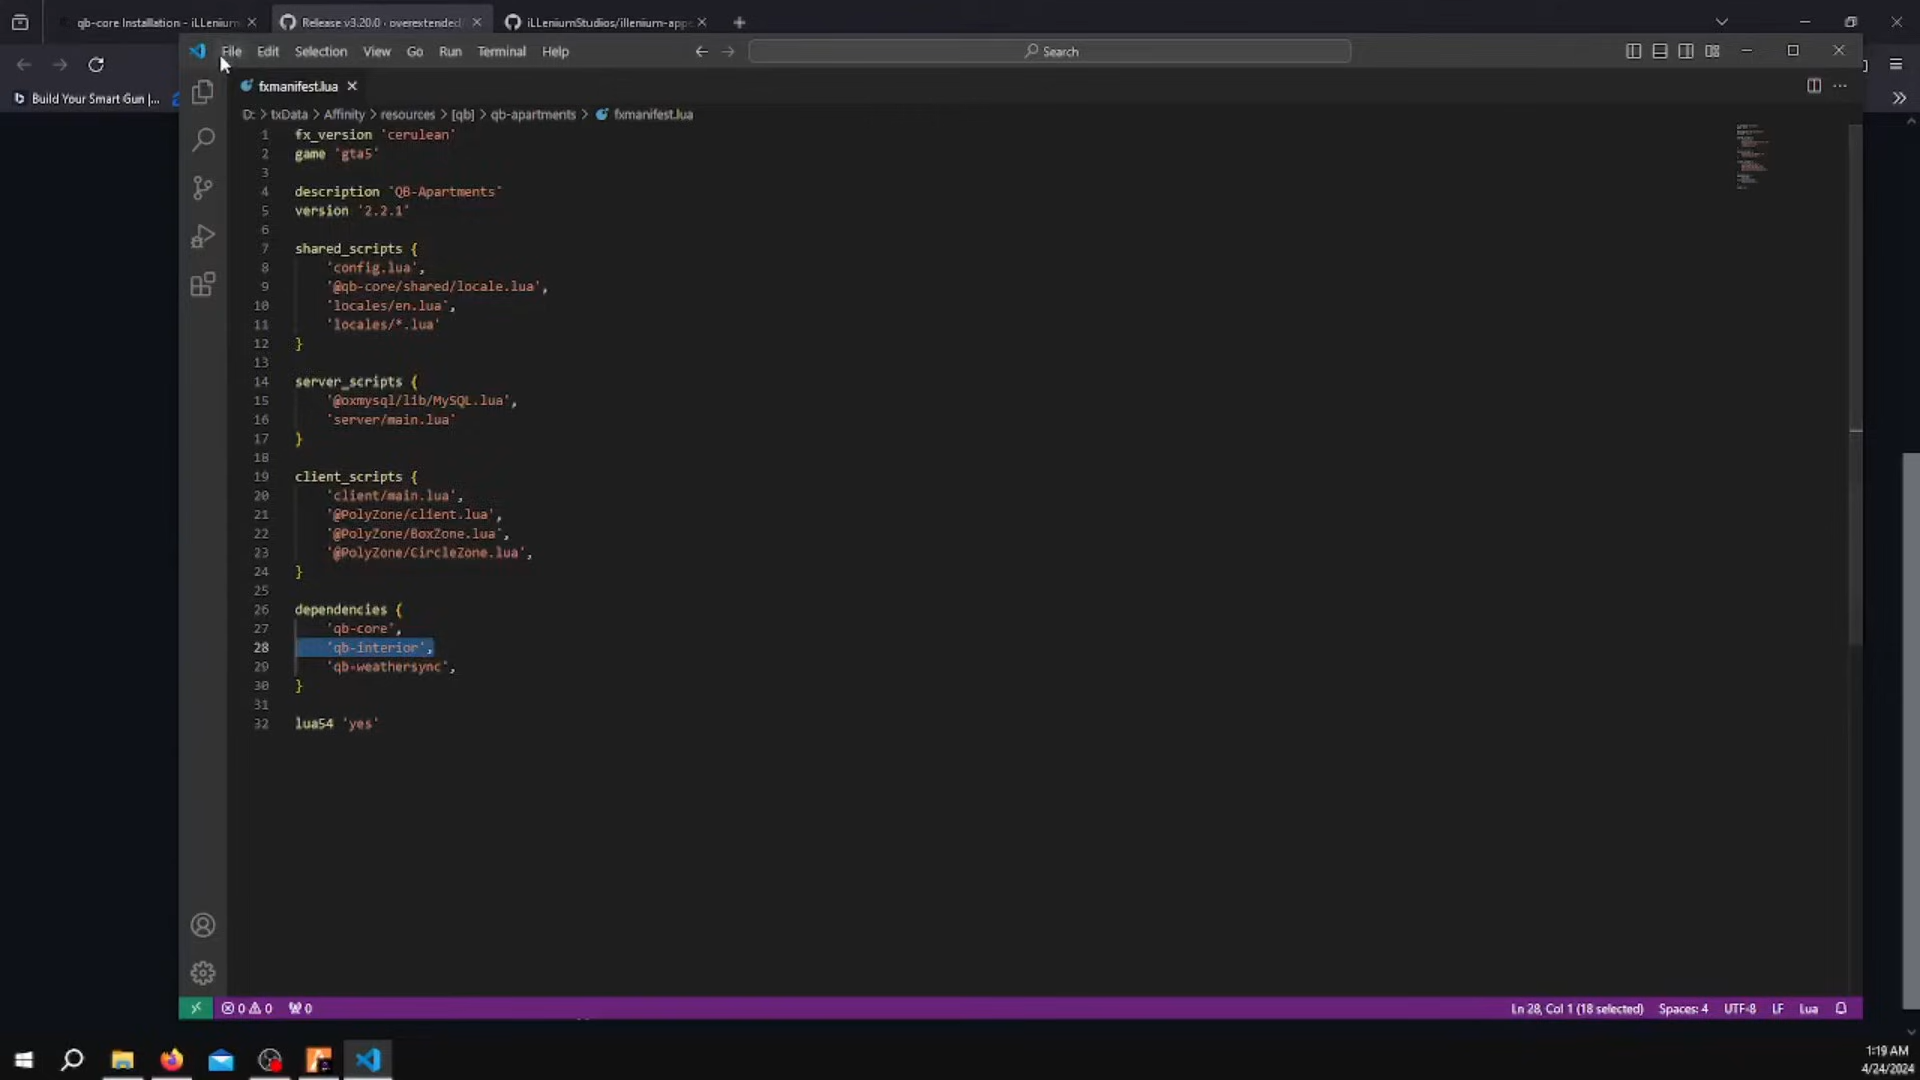 qb-core Installation - iLLenium
Release v3.20.0 · overextended
iLLeniumStudios/illenium-appe
File Edit Selection View Go Run Terminal Help
Search
Build Your Smart Gun |...
fxmanifest.lua
D: > txData > Affinity > resources > [qb] > qb-apartments > fxmanifest.lua
1 fx_version 'cerulean'
2 game 'gta5'
3
4 description 'QB-Apartments'
5 version '2.2.1'
6
7 shared_scripts {
8 'config.lua',
9 '@qb-core/shared/locale.lua',
10 'locales/en.lua',
11 'locales/*.lua'
12 }
13
14 server_scripts {
15 '@oxmysql/lib/MySQL.lua',
16 'server/main.lua'
17 }
18
19 client_scripts {
20 'client/main.lua',
21 '@PolyZone/client.lua',
22 '@PolyZone/BoxZone.lua',
23 '@PolyZone/CircleZone.lua',
24 }
25
26 dependencies {
27 'qb-core',
28 'qb-interior',
29 'qb-weathersync',
30 }
31
32 lua54 'yes'
0 0 0 Ln 28, Col 1 (18 selected) Spaces: 4 UTF-8 LF Lua
1:19 AM
4/24/2024